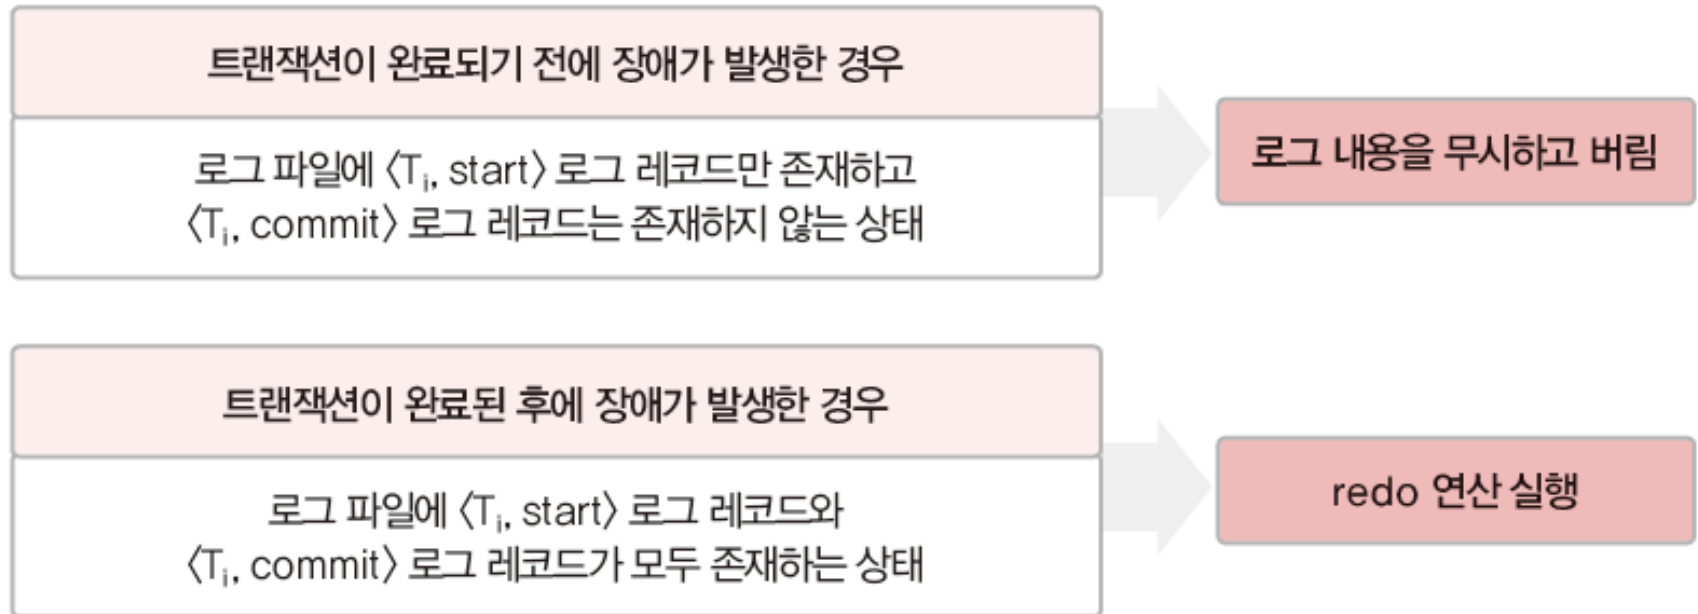 트랜잭션이 완료되기 전에 장애가 발생한 경우
로그 파일에 〈Tᵢ, start〉 로그 레코드만 존재하고
〈Tᵢ, commit〉 로그 레코드는 존재하지 않는 상태
로그 내용을 무시하고 버림
트랜잭션이 완료된 후에 장애가 발생한 경우
로그 파일에 〈Tᵢ, start〉 로그 레코드와
〈Tᵢ, commit〉 로그 레코드가 모두 존재하는 상태
redo 연산 실행